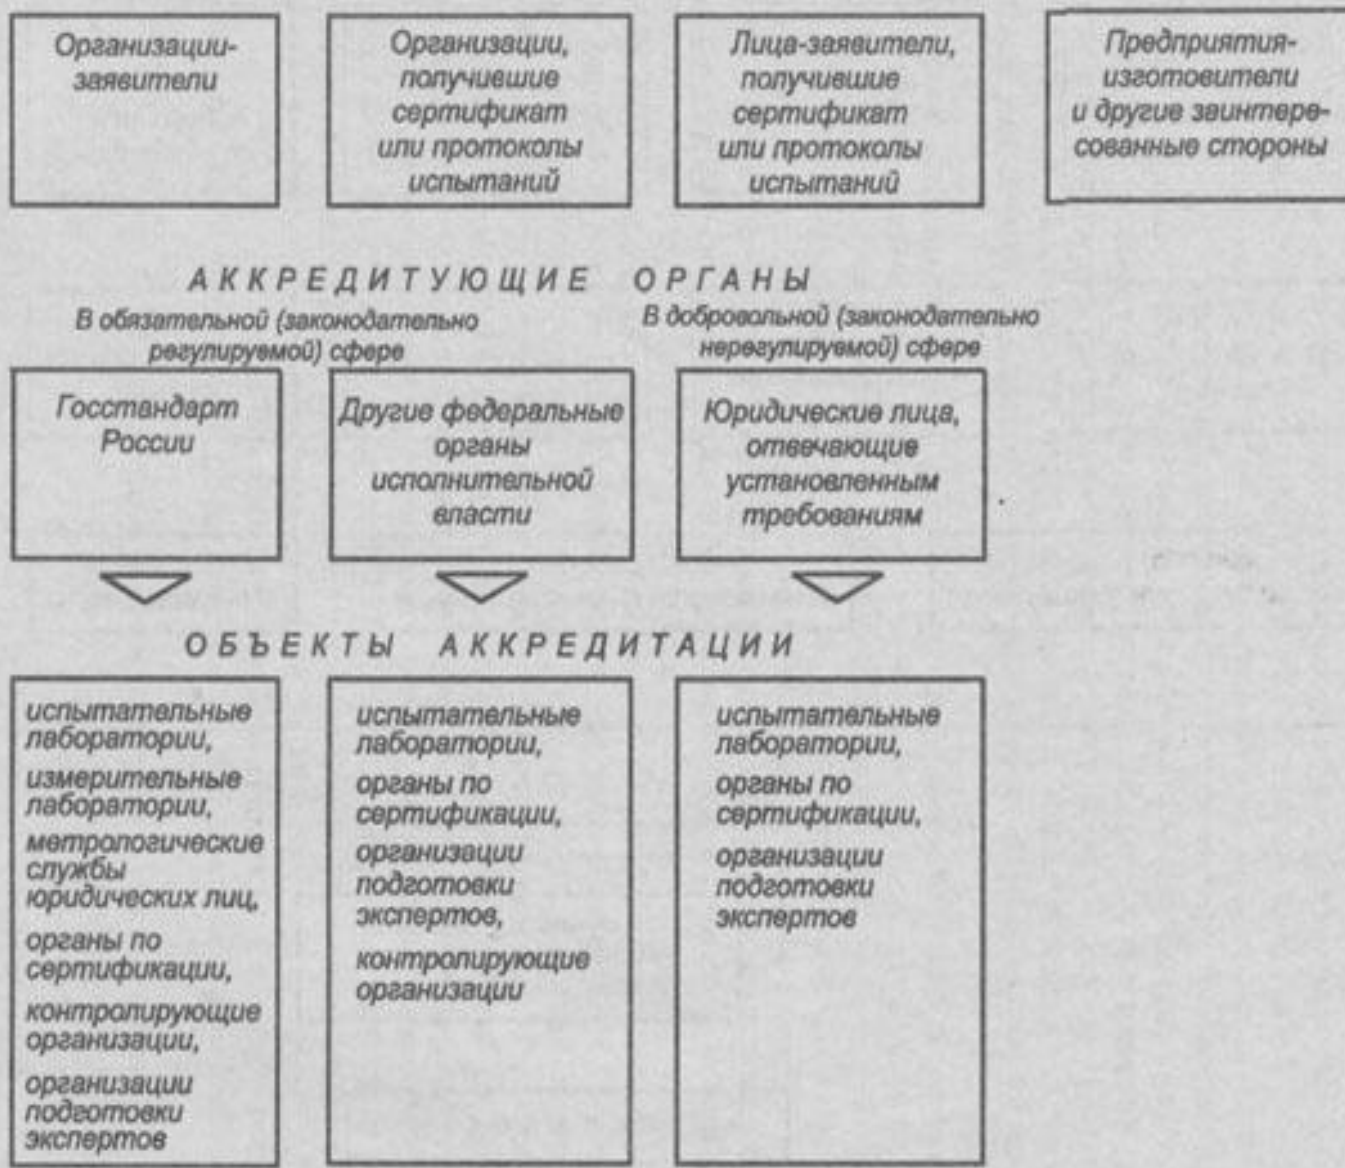 Организации-
заявители
Организации,
получившие
сертификат
или протоколы
испытаний
Лица-заявители,
получившие
сертификат
или протоколы
испытаний
Предприятия-
изготовители
и другие заинтере-
сованные стороны
АККРЕДИТУЮЩИЕ ОРГАНЫ
В обязательной (законодательно
регулируемой) сфере
В добровольной (законодательно
нерегулируемой) сфере
Госстандарт
России
Другие федеральные
органы
исполнительной
власти
Юридические лица,
отвечающие
установленным
требованиям
ОБЪЕКТЫ АККРЕДИТАЦИИ
испытательные
лаборатории,
измерительные
лаборатории,
метрологические
службы
юридических лиц,
органы по
сертификации,
контролирующие
организации,
организации
подготовки
экспертов
испытательные
лаборатории,
органы по
сертификации,
организации
подготовки
экспертов,
контролирующие
организации
испытательные
лаборатории,
органы по
сертификации,
организации
подготовки
экспертов